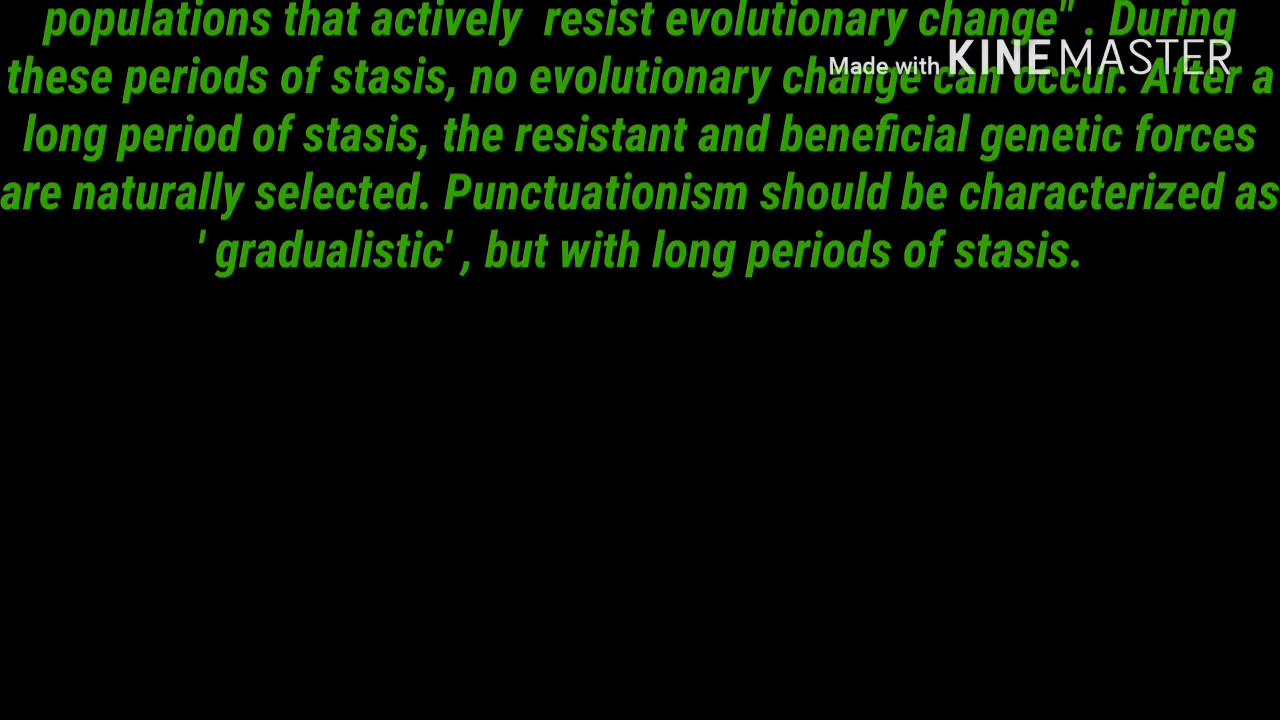 populations that actively  resist evolutionary change" . During
Made with KINEMASTER
these periods of stasis, no evolutionary change can occur. After a
long period of stasis, the resistant and beneficial genetic forces
are naturally selected. Punctuationism should be characterized as
' gradualistic' , but with long periods of stasis.